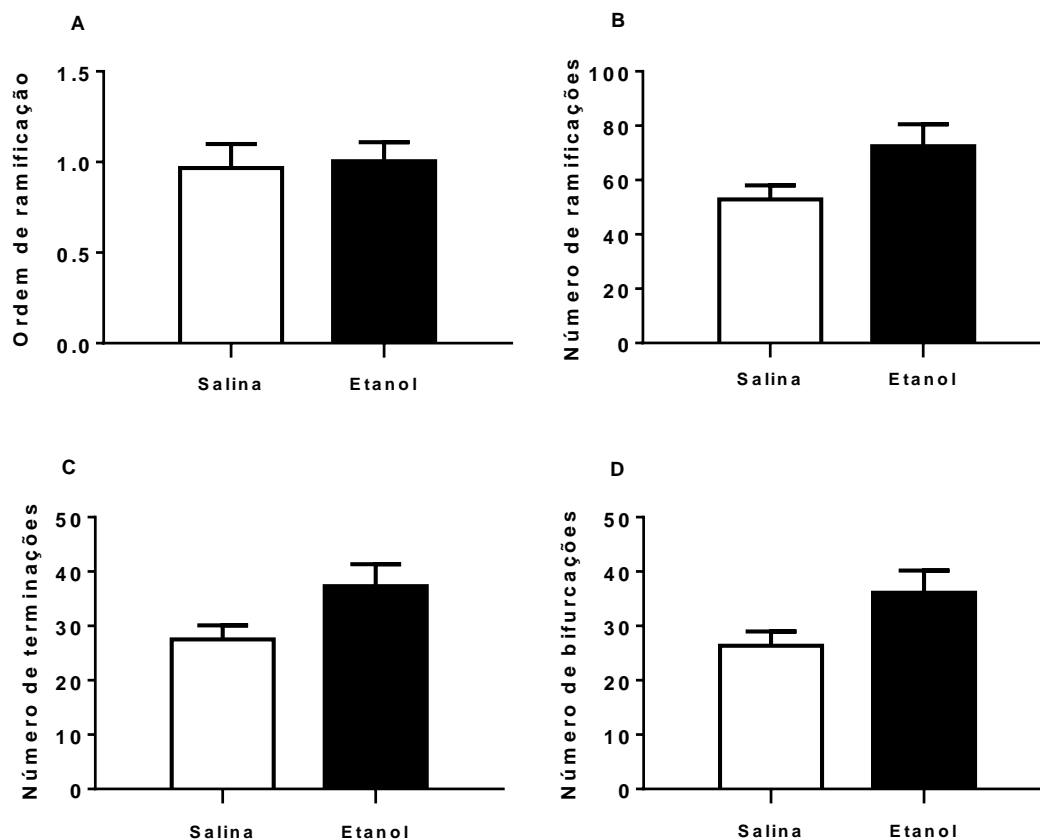 A
Ordem de ramificação
1.5
1.0
0.5
0.0
Salina
Etanol
B
Número de ramificações
100
80
60
40
20
0
Salina
Etanol
C
Número de terminações
50
40
30
20
10
0
Salina
Etanol
D
Número de bifurcações
50
40
30
20
10
0
Salina
Etanol